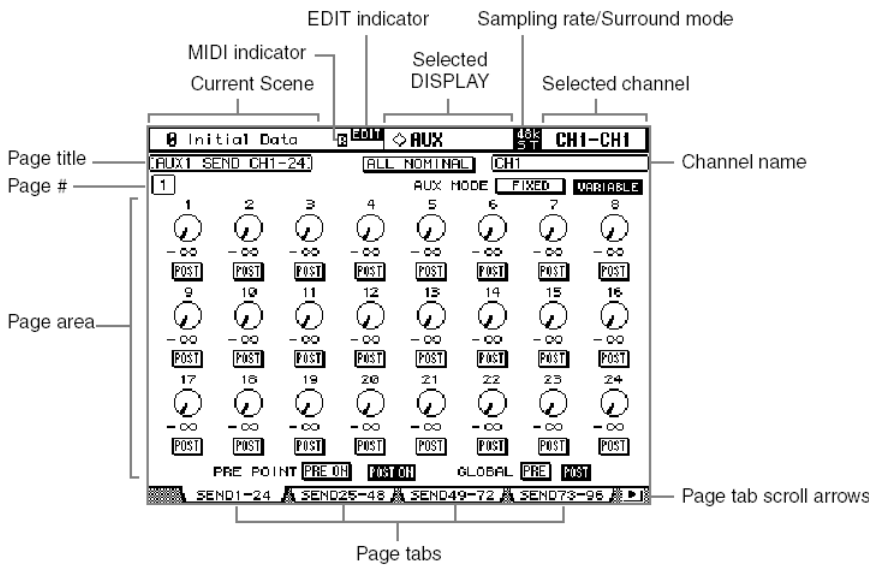 EDIT indicator
Sampling rate/Surround mode
MIDI indicator
Selected
DISPLAY
Current Scene
Selected channel
0 Initial Data
EDIT
AUX
48k
ST
CH1-CH1
Page title
AUX1 SEND CH1-24
ALL NOMINAL
CH1
Channel name
Page #
1
AUX MODE FIXED VARIABLE
1 2 3 4 5 6 7 8
-∞ -∞ -∞ -∞ -∞ -∞ -∞ -∞
POST POST POST POST POST POST POST POST
9 10 11 12 13 14 15 16
Page area
-∞ -∞ -∞ -∞ -∞ -∞ -∞ -∞
POST POST POST POST POST POST POST POST
17 18 19 20 21 22 23 24
-∞ -∞ -∞ -∞ -∞ -∞ -∞ -∞
POST POST POST POST POST POST POST POST
PRE POINT PRE ON POST ON GLOBAL PRE POST
SEND1-24 SEND25-48 SEND49-72 SEND73-96
Page tab scroll arrows
Page tabs